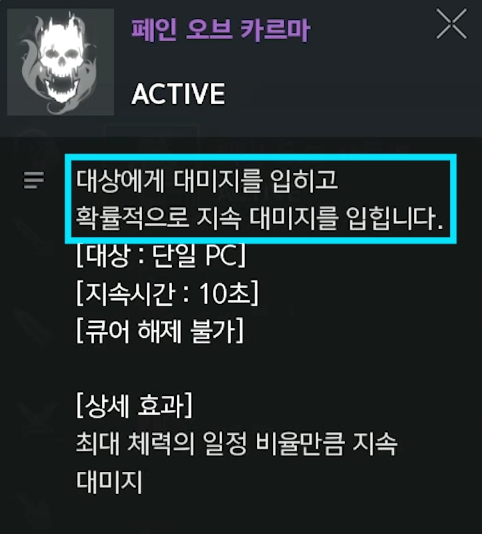 페인 오브 카르마
ACTIVE
대상에게 대미지를 입히고
확률적으로 지속 대미지를 입힙니다.
[대상 : 단일 PC]
[지속시간 : 10초]
[큐어 해제 불가]
[상세 효과]
최대 체력의 일정 비율만큼 지속
대미지